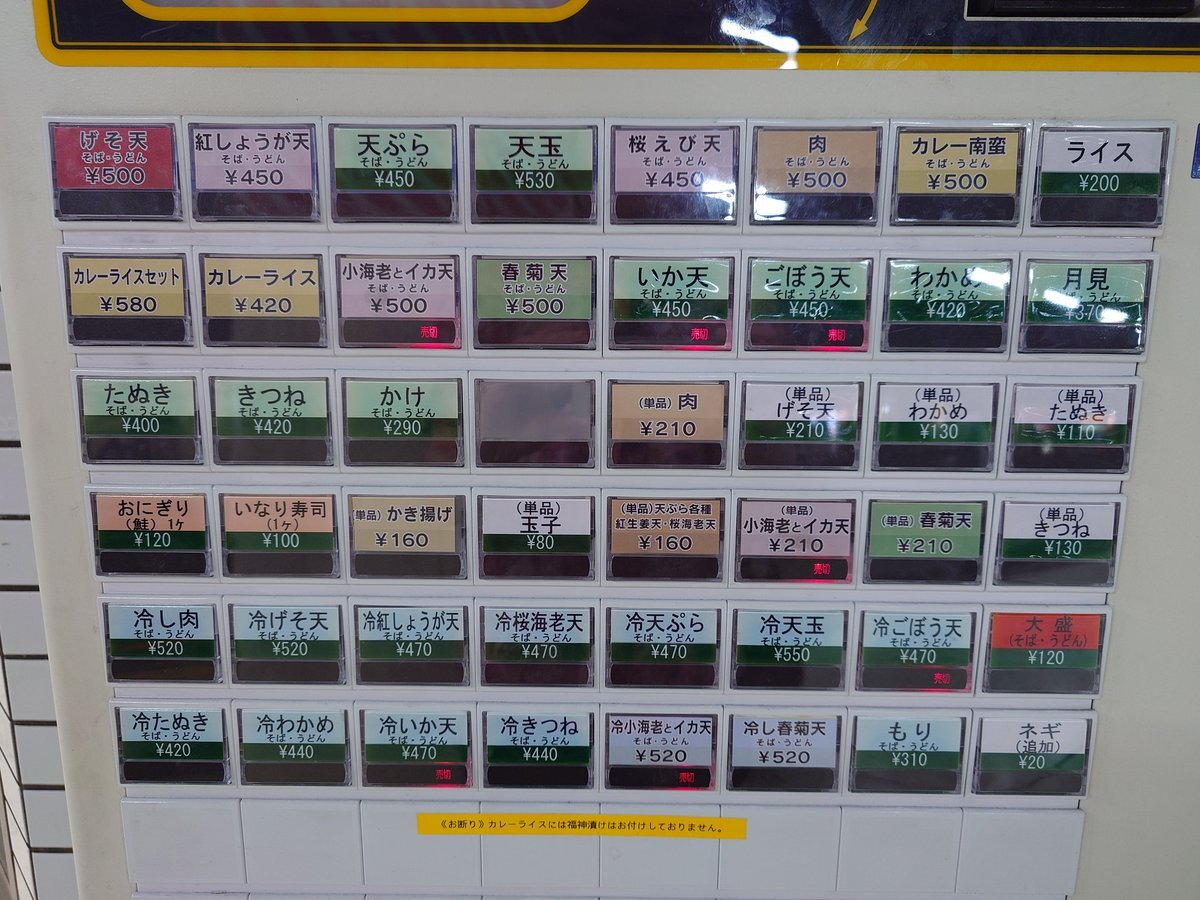 げそ天
そば・うどん
¥500
紅しょうが天
そば・うどん
¥450
天ぷら
そば・うどん
¥450
天玉
そば・うどん
¥530
桜えび天
そば・うどん
¥450
肉
そば・うどん
¥500
カレー南蛮
そば・うどん
¥500
ライス
¥200
カレーライスセット
¥580
カレーライス
¥420
小海老とイカ天
そば・うどん
¥500
売切
春菊天
そば・うどん
¥500
いか天
そば・うどん
¥450
売切
ごぼう天
そば・うどん
¥450
売切
わかめ
そば・うどん
¥420
月見
そば・うどん
¥370
たぬき
そば・うどん
¥400
きつね
そば・うどん
¥420
かけ
そば・うどん
¥290
(単品)肉
¥210
(単品)
げそ天
¥210
(単品)
わかめ
¥130
(単品)
たぬき
¥110
おにぎり
(鮭)1ヶ
¥120
いなり寿司
(1ヶ)
¥100
(単品)かき揚げ
¥160
(単品)
玉子
¥80
(単品)天ぷら各種
紅生姜天・桜海老天
¥160
(単品)
小海老とイカ天
¥210
売切
(単品)春菊天
¥210
(単品)
きつね
¥130
冷し肉
そば・うどん
¥520
冷げそ天
そば・うどん
¥520
冷紅しょうが天
そば・うどん
¥470
冷桜海老天
そば・うどん
¥470
冷天ぷら
そば・うどん
¥470
冷天玉
そば・うどん
¥550
冷ごぼう天
そば・うどん
¥470
売切
大盛
(そば・うどん)
¥120
冷たぬき
そば・うどん
¥420
冷わかめ
そば・うどん
¥440
冷いか天
そば・うどん
¥470
売切
冷きつね
そば・うどん
¥440
冷小海老とイカ天
そば・うどん
¥520
売切
冷し春菊天
そば・うどん
¥520
もり
そば・うどん
¥310
ネギ
(追加)
¥20
《お断り》カレーライスには福神漬けはお付けしておりません。